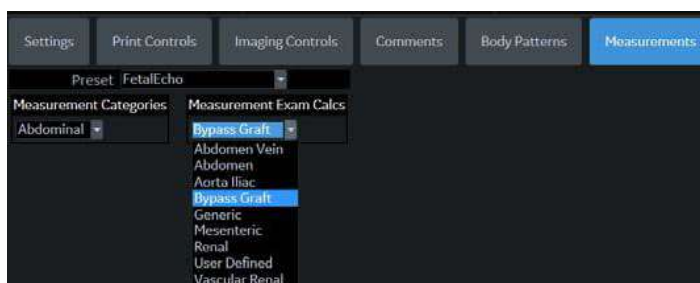 Settings Print Controls Imaging Controls Comments Body Patterns Measurements
Preset FetalEcho
Measurement Categories Measurement Exam Calcs
Abdominal Bypass Graft
Abdomen Vein
Abdomen
Aorta Iliac
Bypass Graft
Generic
Mesenteric
Renal
User Defined
Vascular Renal